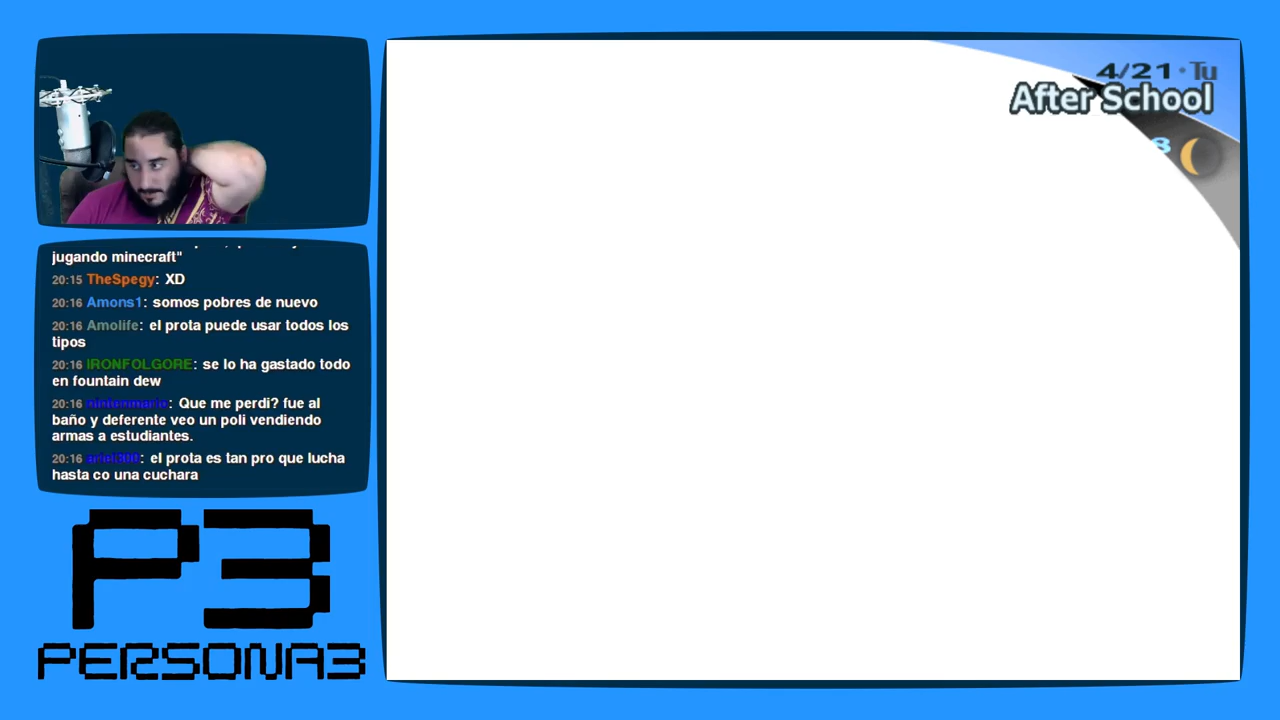 4/21 · Tu
After School
8
jugando minecraft"
20:15 TheSpegy: XD
20:16 Amons1: somos pobres de nuevo
20:16 Amolife: el prota puede usar todos los
tipos
20:16 IRONFOLGORE: se lo ha gastado todo
en fountain dew
20:16 : Que me perdi? fue al
baño y deferente veo un poli vendiendo
armas a estudiantes.
20:16 : el prota es tan pro que lucha
hasta co una cuchara
P3
PERSONA3